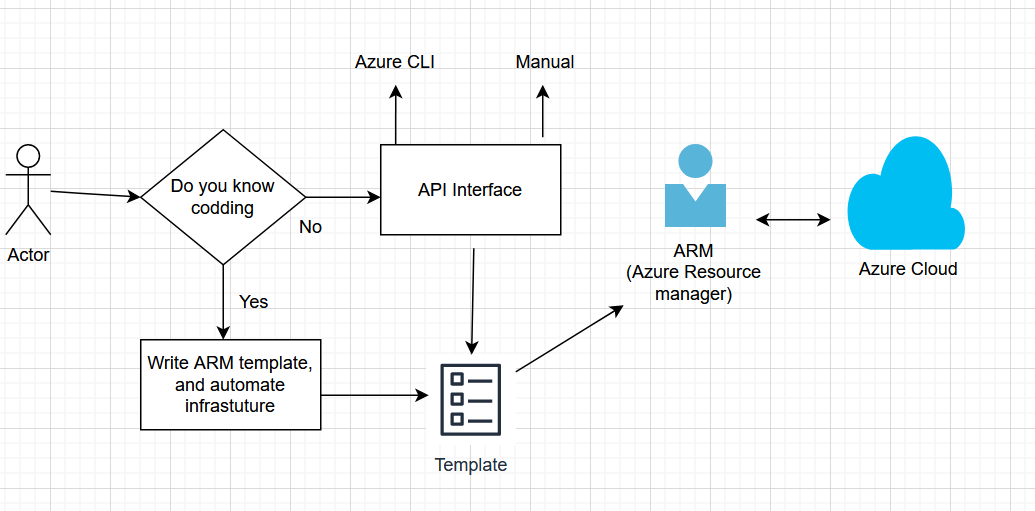 Azure CLI
Manual
Do you know
codding
API Interface
No
Actor
ARM
(Azure Resource
manager)
Azure Cloud
Yes
Write ARM template,
and automate
infrastuture
Template